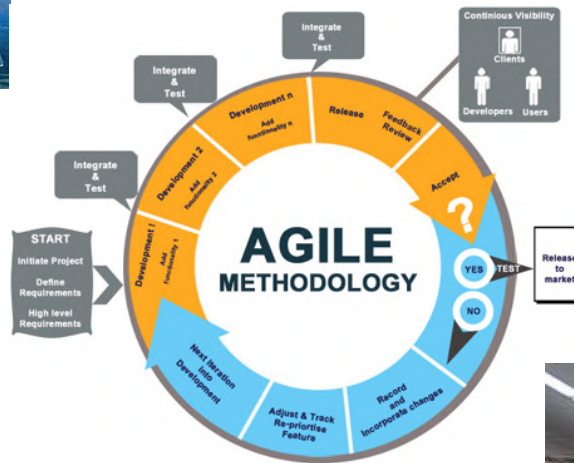 Continious Visibility
Clients
Developers
Users
Integrate
&
Test
Integrate
&
Test
Integrate
&
Test
START
Initiate Project
Define
Requirements
High level
Requirements
Development 1
Add
functionality 1
Development 2
Add
functionality 2
Development n
Add
functionality n
Release
Feedback
Review
Accept
?
AGILE
METHODOLOGY
YES
TEST
NO
Release
to
market
Record
and
Incorporate changes
Adjust & Track
Re-priortise
Feature
Next iteration
into
Development